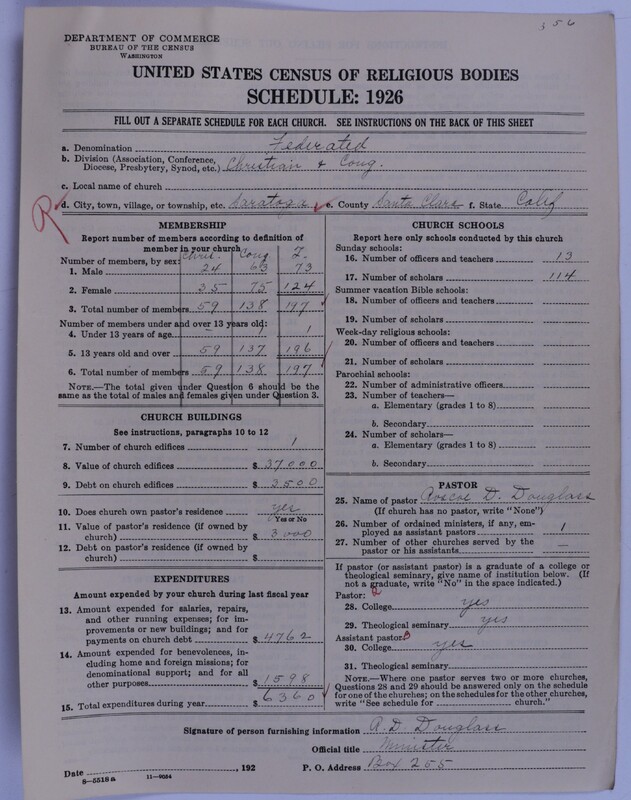 356
DEPARTMENT OF COMMERCE
BUREAU OF THE CENSUS
WASHINGTON
UNITED STATES CENSUS OF RELIGIOUS BODIES
SCHEDULE: 1926
FILL OUT A SEPARATE SCHEDULE FOR EACH CHURCH. SEE INSTRUCTIONS ON THE BACK OF THIS SHEET
a. Denomination Federated
b. Division (Association, Conference, Diocese, Presbytery, Synod, etc.) Christian & Cong.
c. Local name of church
R d. City, town, village, or township, etc. Saratoga e. County Santa Clara f. State Calif
MEMBERSHIP
Report number of members according to definition of
member in your church
Number of members, by sex: Chris. Cong T.
1. Male 24 63 73
2. Female 35 75 124
3. Total number of members 59 138 197
Number of members under and over 13 years old:
4. Under 13 years of age 1 1
5. 13 years old and over 59 137 196
6. Total number of members 59 138 197
NOTE.—The total given under Question 6 should be the
same as the total of males and females given under Question 3.
CHURCH BUILDINGS
See instructions, paragraphs 10 to 12
7. Number of church edifices 1
8. Value of church edifices $ 37000
9. Debt on church edifices $ 3500
10. Does church own pastor's residence yes
Yes or No
11. Value of pastor's residence (if owned by
church) $ 3000
12. Debt on pastor's residence (if owned by
church) $
EXPENDITURES
Amount expended by your church during last fiscal year
13. Amount expended for salaries, repairs,
and other running expenses; for im-
provements or new buildings; and for
payments on church debt $ 4762
14. Amount expended for benevolences, in-
cluding home and foreign missions; for
denominational support; and for all
other purposes $ 1598
15. Total expenditures during year $ 6360
CHURCH SCHOOLS
Report here only schools conducted by this church
Sunday schools:
16. Number of officers and teachers 13
17. Number of scholars 114
Summer vacation Bible schools:
18. Number of officers and teachers
19. Number of scholars
Week-day religious schools:
20. Number of officers and teachers
21. Number of scholars
Parochial schools:
22. Number of administrative officers
23. Number of teachers—
a. Elementary (grades 1 to 8)
b. Secondary
24. Number of scholars—
a. Elementary (grades 1 to 8)
b. Secondary
PASTOR
25. Name of pastor Roscoe D. Douglass
(If church has no pastor, write "None")
26. Number of ordained ministers, if any, em-
ployed as assistant pastors 1
27. Number of other churches served by the
pastor or his assistants —
If pastor (or assistant pastor) is a graduate of a college or
theological seminary, give name of institution below. (If
not a graduate, write "No" in the space indicated.)
Pastor:
28. College yes
29. Theological seminary yes
Assistant pastor:
30. College yes
31. Theological seminary
NOTE.—Where one pastor serves two or more churches,
Questions 28 and 29 should be answered only on the schedule
for one of the churches; on the schedules for the other churches,
write "See schedule for church."
Signature of person furnishing information R. D. Douglass
Official title Minister
Date , 192 P. O. Address Box 255
8—5518 a 11—9054